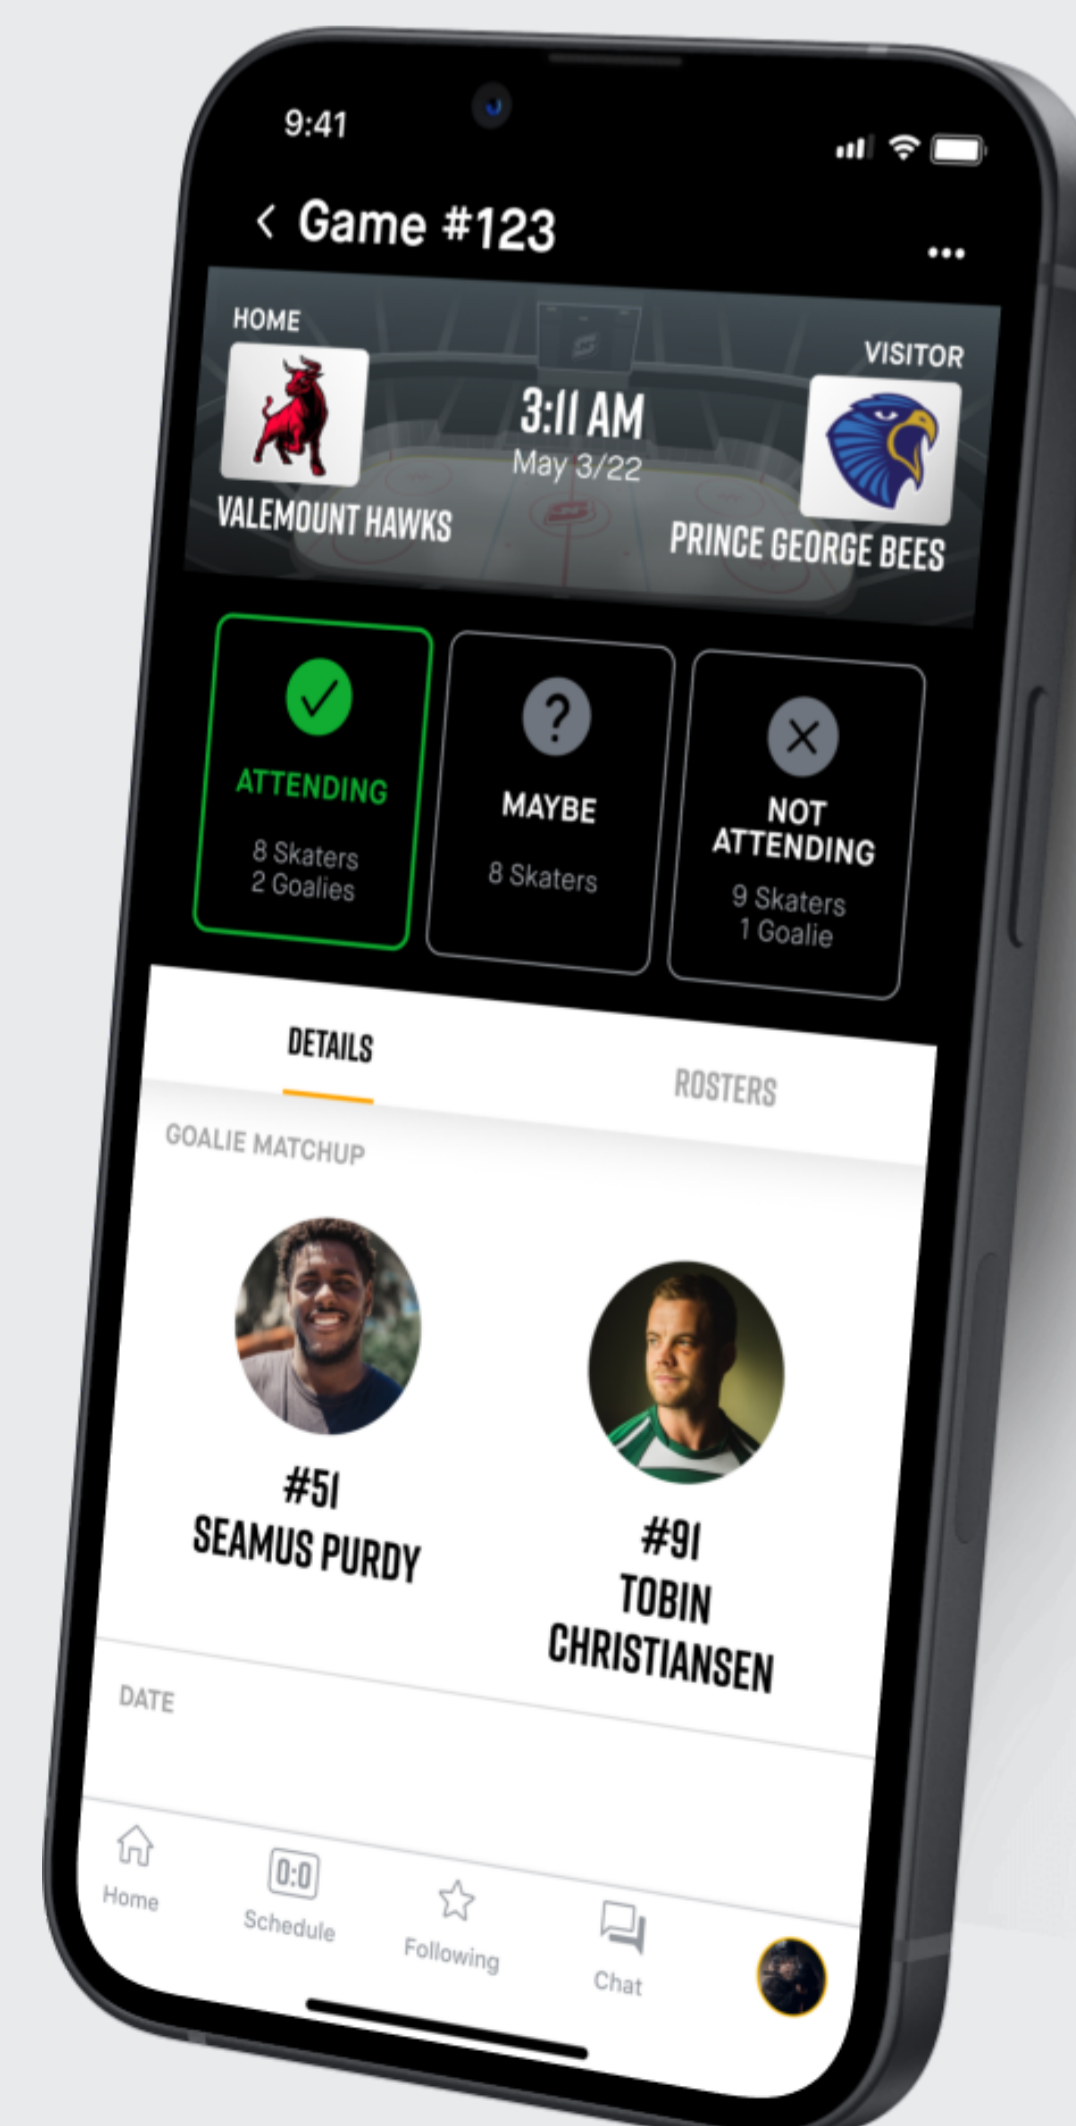 9:41
Game #123
HOME
VISITOR
3:11 AM
May 3/22
VALEMOUNT HAWKS
PRINCE GEORGE BEES
ATTENDING
8 Skaters
2 Goalies
?
MAYBE
8 Skaters
NOT
ATTENDING
9 Skaters
1 Goalie
DETAILS
ROSTERS
GOALIE MATCHUP
#51
SEAMUS PURDY
#91
TOBIN
CHRISTIANSEN
DATE
0:0
Home
Schedule
Following
Chat